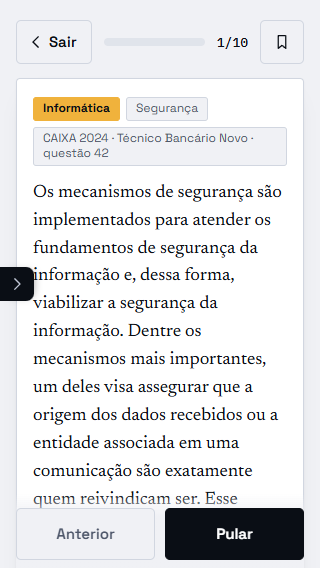 Sair
1/10
Informática
Segurança
CAIXA 2024 · Técnico Bancário Novo ·
questão 42
Os mecanismos de segurança são
implementados para atender os
fundamentos de segurança da
informação e, dessa forma,
viabilizar a segurança da
informação. Dentre os
mecanismos mais importantes,
um deles visa assegurar que a
origem dos dados recebidos ou a
entidade associada em uma
comunicação são exatamente
quem reivindicam ser. Esse
Anterior
Pular